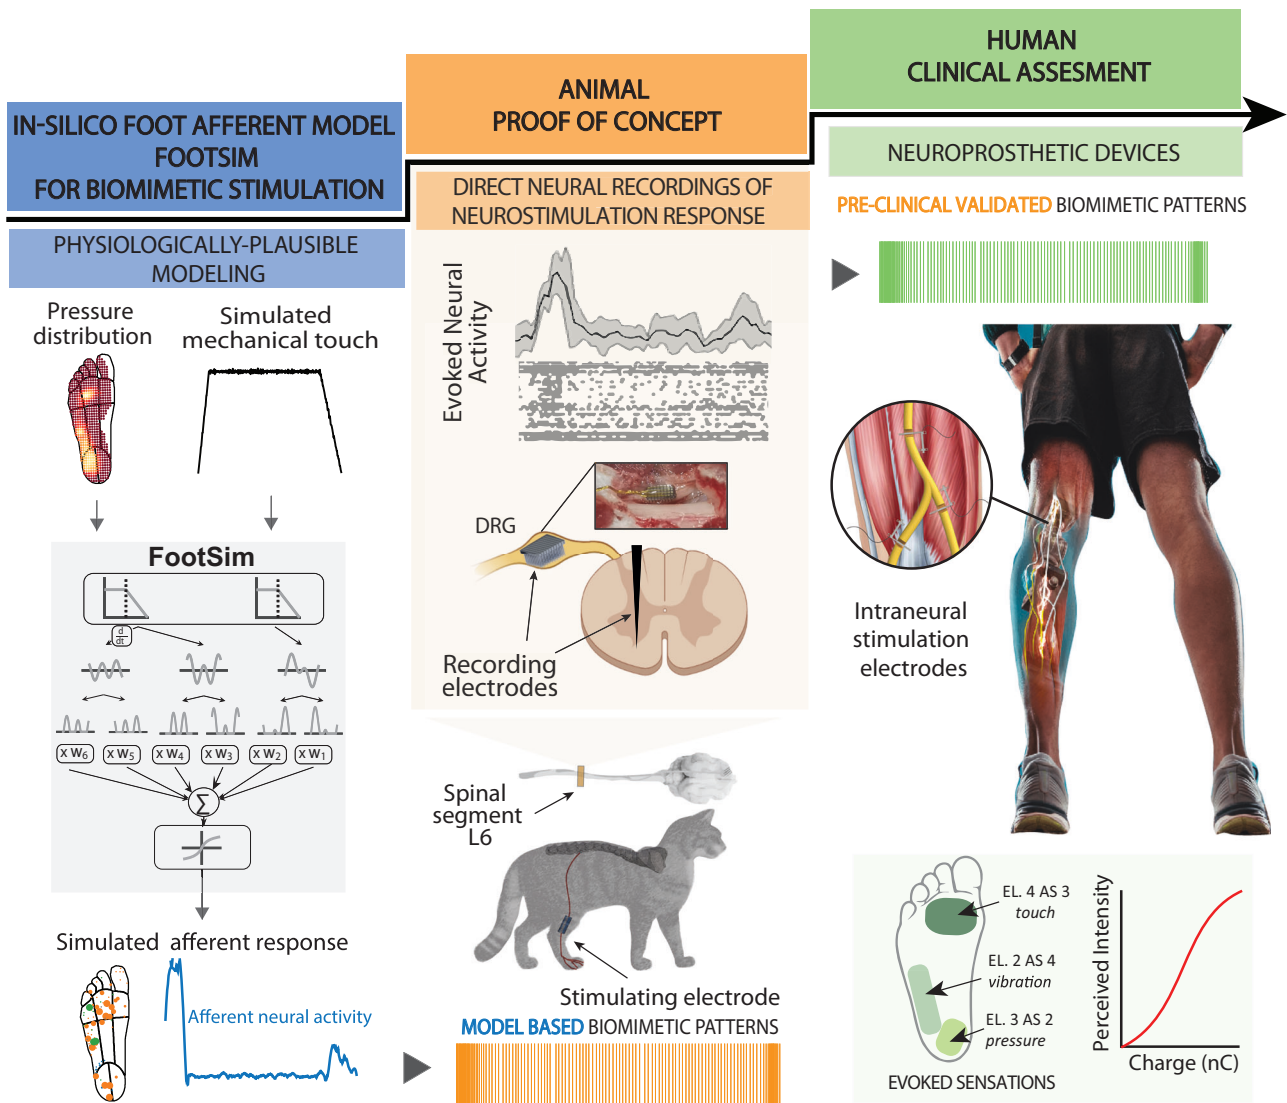 IN-SILICO FOOT AFFERENT MODEL
FOOTSIM
FOR BIOMIMETIC STIMULATION
PHYSIOLOGICALLY-PLAUSIBLE
MODELING
Pressure
distribution
Simulated
mechanical touch
FootSim
d
dt
x w6
x w5
x w4
x w3
x w2
x w1
Σ
Simulated afferent response
Afferent neural activity
ANIMAL
PROOF OF CONCEPT
DIRECT NEURAL RECORDINGS OF
NEUROSTIMULATION RESPONSE
Evoked Neural
Activity
DRG
Recording
electrodes
Spinal
segment
L6
Stimulating electrode
MODEL BASED BIOMIMETIC PATTERNS
HUMAN
CLINICAL ASSESMENT
NEUROPROSTHETIC DEVICES
PRE-CLINICAL VALIDATED BIOMIMETIC PATTERNS
Intraneural
stimulation
electrodes
EL. 4 AS 3
touch
EL. 2 AS 4
vibration
EL. 3 AS 2
pressure
EVOKED SENSATIONS
Perceived Intensity
Charge (nC)